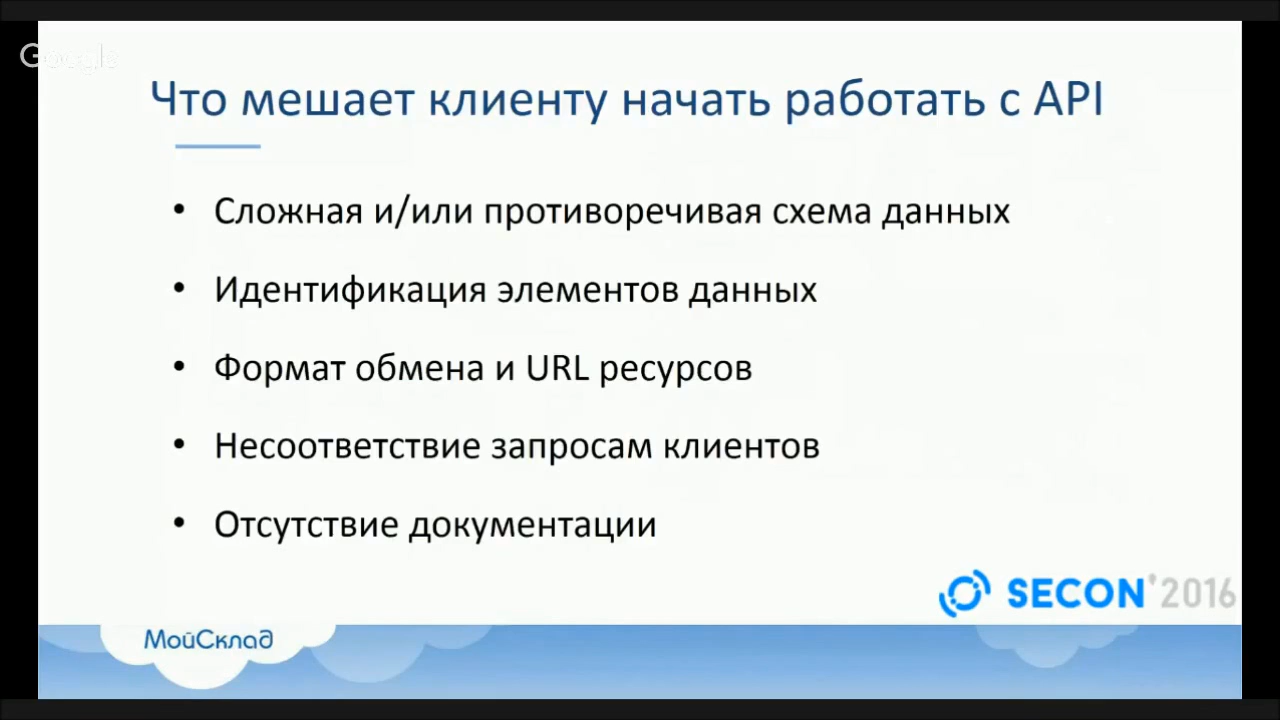 Google
Что мешает клиенту начать работать с API
• Сложная и/или противоречивая схема данных
• Идентификация элементов данных
• Формат обмена и URL ресурсов
• Несоответствие запросам клиентов
• Отсутствие документации
SECON'2016
МойСклад